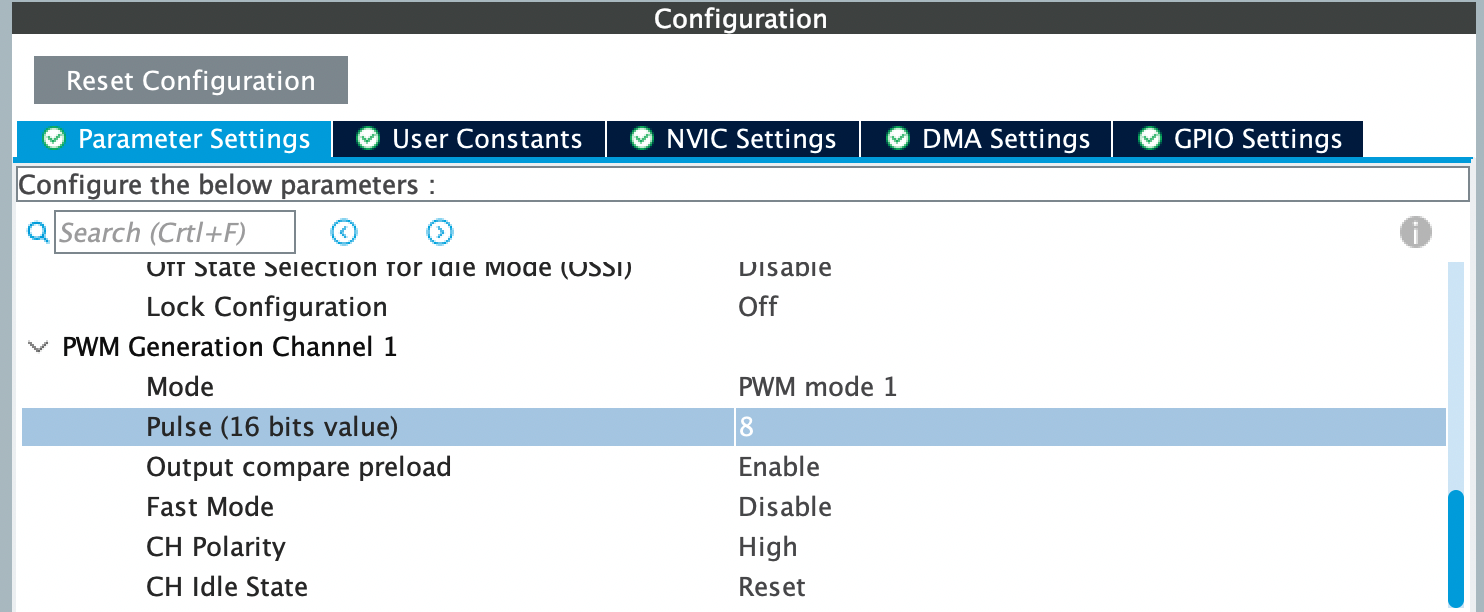 Configuration
Reset Configuration
Parameter Settings User Constants NVIC Settings DMA Settings GPIO Settings
Configure the below parameters :
Search (Crtl+F)
Off State Selection for Idle Mode (OSSI) Disable
Lock Configuration Off
PWM Generation Channel 1
Mode PWM mode 1
Pulse (16 bits value) 8
Output compare preload Enable
Fast Mode Disable
CH Polarity High
CH Idle State Reset